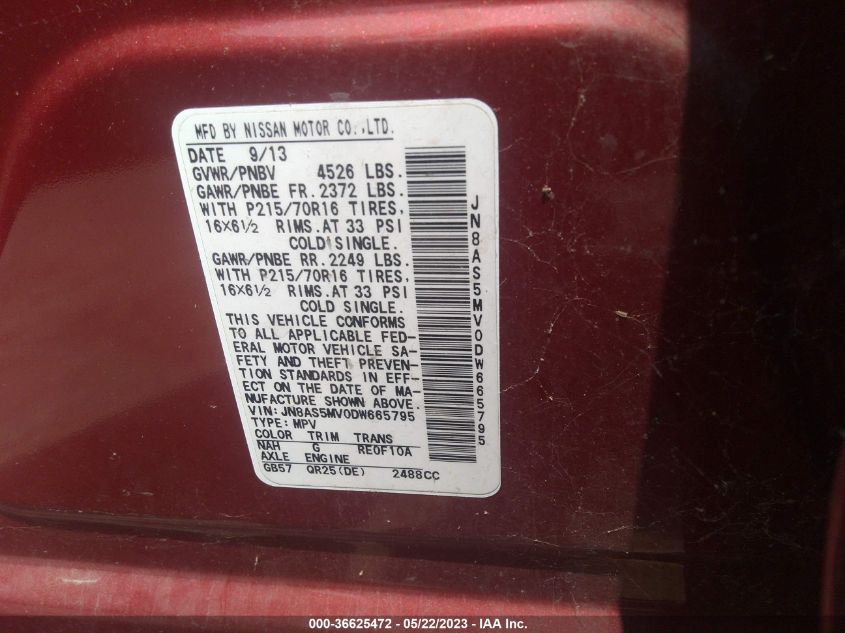 MFD BY NISSAN MOTOR CO.,LTD.
DATE 9/13
GVWR/PNBV 4526 LBS.
GAWR/PNBE FR.2372 LBS.
WITH P215/70R16 TIRES,
16X6½ RIMS.AT 33 PSI
COLD SINGLE.
GAWR/PNBE RR.2249 LBS.
WITH P215/70R16 TIRES,
16X6½ RIMS.AT 33 PSI
COLD SINGLE.
THIS VEHICLE CONFORMS
TO ALL APPLICABLE FED-
ERAL MOTOR VEHICLE SA-
FETY AND THEFT PREVEN-
TION STANDARDS IN EFF-
ECT ON THE DATE OF MA-
NUFACTURE SHOWN ABOVE.
VIN: JN8AS5MV0DW665795
TYPE: MPV
COLOR TRIM TRANS
NAH G RE0F10A
AXLE ENGINE
GB57 QR25(DE) 2488CC
JN8AS5MV0DW665795
000-36625472 - 05/22/2023 - IAA Inc.